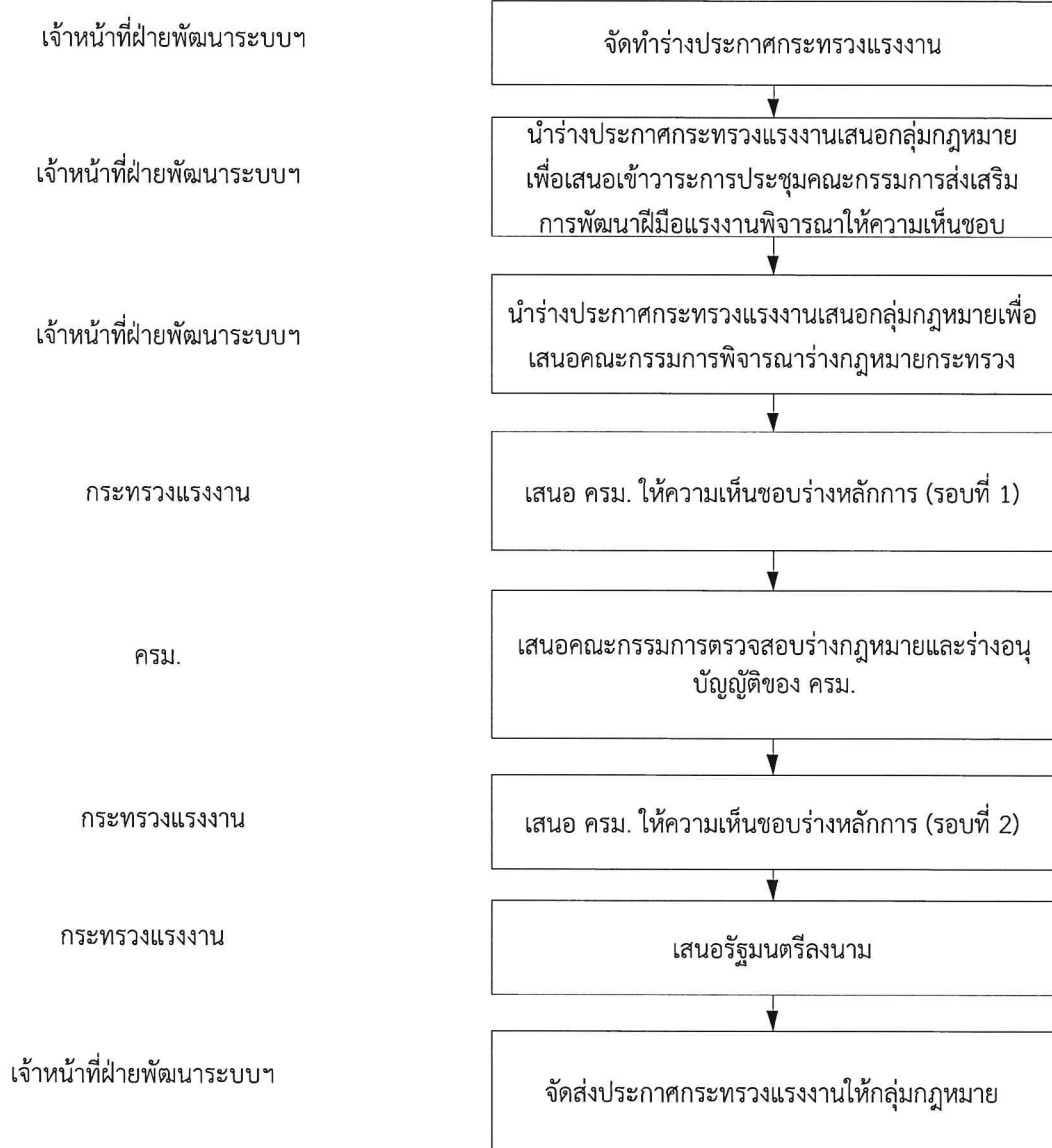 เจ้าหน้าที่ฝ่ายพัฒนาระบบฯ
จัดทำร่างประกาศกระทรวงแรงงาน
เจ้าหน้าที่ฝ่ายพัฒนาระบบฯ
นำร่างประกาศกระทรวงแรงงานเสนอกลุ่มกฎหมาย
เพื่อเสนอเข้าวาระการประชุมคณะกรรมการส่งเสริม
การพัฒนาฝีมือแรงงานพิจารณาให้ความเห็นชอบ
เจ้าหน้าที่ฝ่ายพัฒนาระบบฯ
นำร่างประกาศกระทรวงแรงงานเสนอกลุ่มกฎหมายเพื่อ
เสนอคณะกรรมการพิจารณาร่างกฎหมายกระทรวง
กระทรวงแรงงาน
เสนอ ครม. ให้ความเห็นชอบร่างหลักการ (รอบที่ 1)
ครม.
เสนอคณะกรรมการตรวจสอบร่างกฎหมายและร่างอนุ
บัญญัติของ ครม.
กระทรวงแรงงาน
เสนอ ครม. ให้ความเห็นชอบร่างหลักการ (รอบที่ 2)
กระทรวงแรงงาน
เสนอรัฐมนตรีลงนาม
เจ้าหน้าที่ฝ่ายพัฒนาระบบฯ
จัดส่งประกาศกระทรวงแรงงานให้กลุ่มกฎหมาย